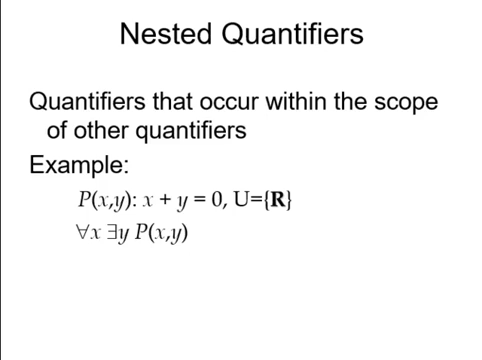 Nested Quantifiers
Quantifiers that occur within the scope
of other quantifiers
Example:
P(x,y): x + y = 0, U={R}
∀x ∃y P(x,y)